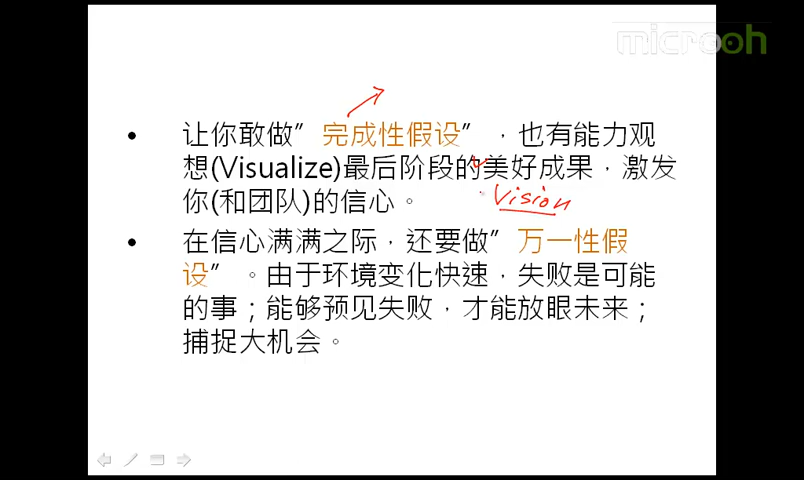 microoh
• 让你敢做”完成性假设”，也有能力观
想(Visualize)最后阶段的美好成果，激发
Vision
你(和团队)的信心。
• 在信心满满之际，还要做”万一性假
设”。由于环境变化快速，失败是可能
的事；能够预见失败，才能放眼未来；
捕捉大机会。